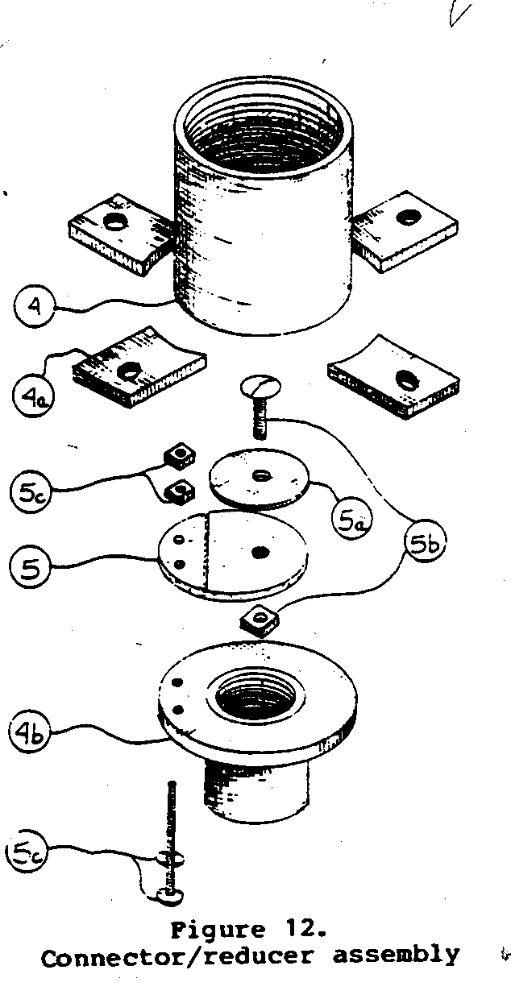 4
4a
5c
5a
5b
5
4b
5c
Figure 12.
Connector/reducer assembly